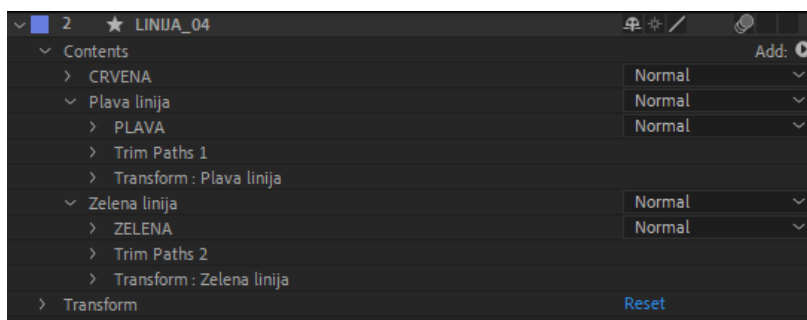 2 ★ LINIJA_04
Contents Add:
CRVENA Normal
Plava linija Normal
PLAVA Normal
Trim Paths 1
Transform : Plava linija
Zelena linija Normal
ZELENA Normal
Trim Paths 2
Transform : Zelena linija
Transform Reset